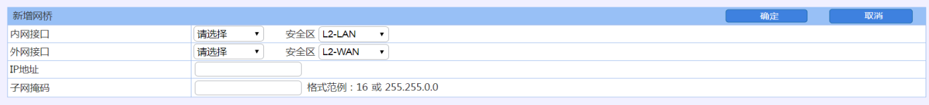 新增网桥 确定 取消
内网接口 请选择 安全区 L2-LAN
外网接口 请选择 安全区 L2-WAN
IP地址
子网掩码 格式范例：16 或 255.255.0.0